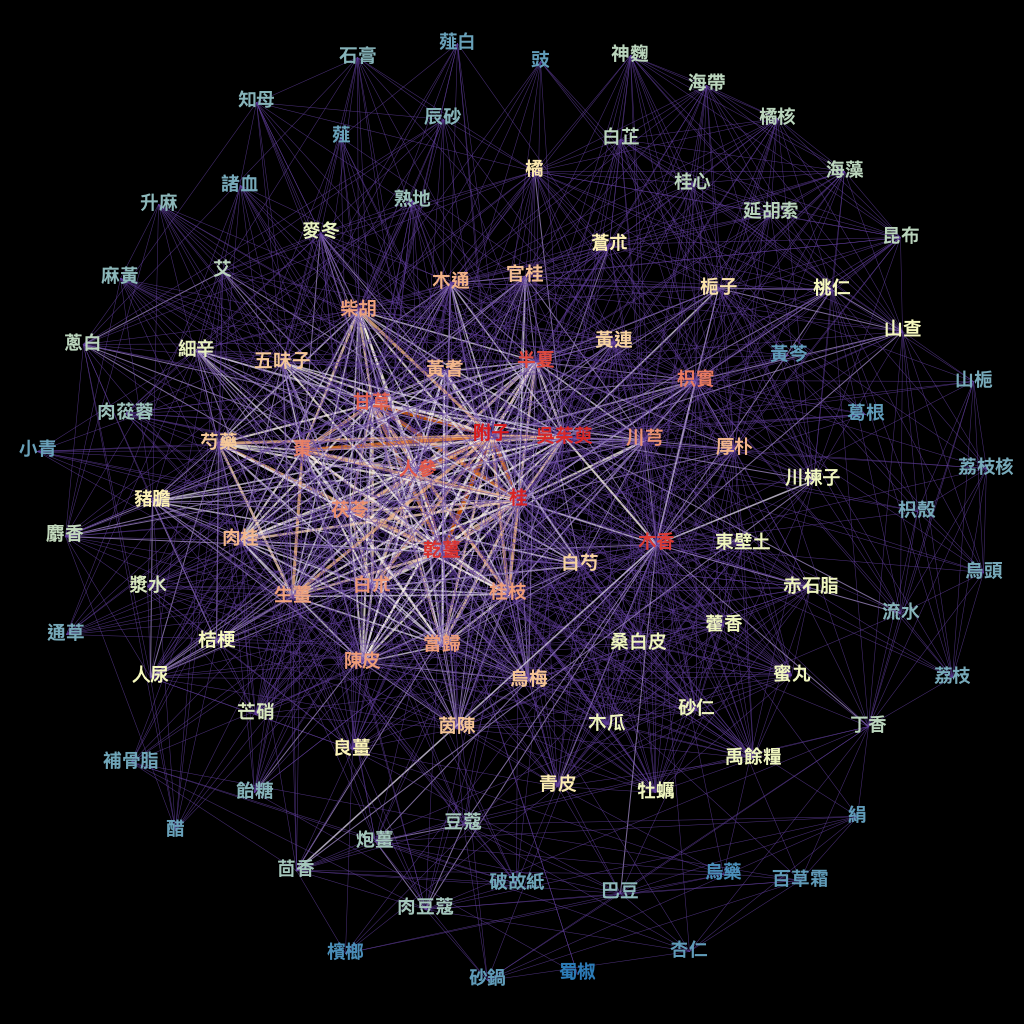 薤白
石膏
豉
神麴
海帶
知母
橘核
辰砂
薤
白芷
橘
海藻
桂心
諸血
熟地
升麻
延胡索
麥冬
昆布
蒼朮
艾
官桂
麻黃
木通
梔子
桃仁
柴胡
山查
黃連
蔥白
細辛
黃芩
五味子
半夏
黃耆
枳實
山梔
甘草
肉蓯蓉
葛根
附子
吳茱萸
川芎
芍藥
厚朴
小青
薑
人參
荔枝核
川楝子
豬膽
桂
茯苓
枳殼
麝香
肉桂
木香
東壁土
乾薑
白芍
烏頭
漿水
白朮
赤石脂
生薑
桂枝
流水
藿香
通草
桔梗
當歸
桑白皮
陳皮
人尿
蜜丸
荔枝
烏梅
砂仁
芒硝
木瓜
茵陳
丁香
良薑
禹餘糧
補骨脂
青皮
飴糖
牡蠣
絹
豆蔻
醋
炮薑
茴香
烏藥
百草霜
破故紙
巴豆
肉豆蔻
檳榔
杏仁
蜀椒
砂鍋